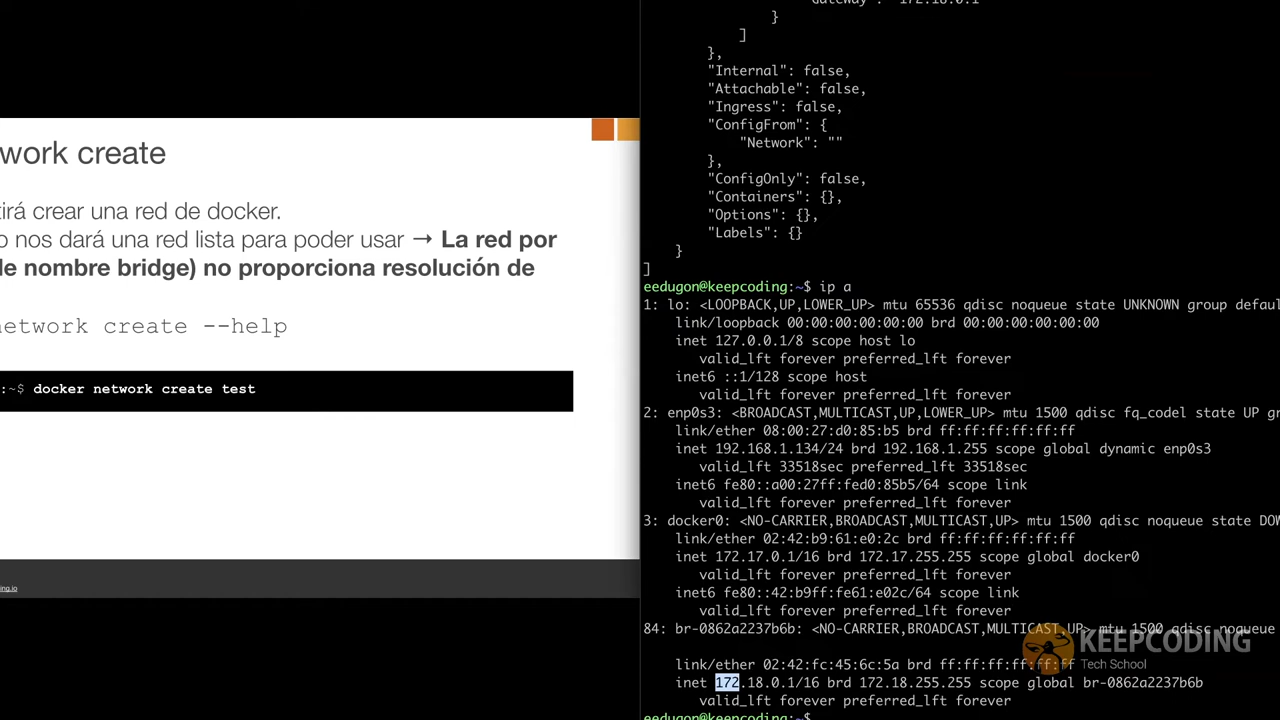 work create
tirá crear una red de docker.
o nos dará una red lista para poder usar → La red por
de nombre bridge) no proporciona resolución de
network create --help
:~$ docker network create test
ng.io
}
]
},
"Internal": false,
"Attachable": false,
"Ingress": false,
"ConfigFrom": {
"Network": ""
},
"ConfigOnly": false,
"Containers": {},
"Options": {},
"Labels": {}
}
]
eedugon@keepcoding:~$ ip a
1: lo: <LOOPBACK,UP,LOWER_UP> mtu 65536 qdisc noqueue state UNKNOWN group defaul
link/loopback 00:00:00:00:00:00 brd 00:00:00:00:00:00
inet 127.0.0.1/8 scope host lo
valid_lft forever preferred_lft forever
inet6 ::1/128 scope host
valid_lft forever preferred_lft forever
2: enp0s3: <BROADCAST,MULTICAST,UP,LOWER_UP> mtu 1500 qdisc fq_codel state UP gr
link/ether 08:00:27:d0:85:b5 brd ff:ff:ff:ff:ff:ff
inet 192.168.1.134/24 brd 192.168.1.255 scope global dynamic enp0s3
valid_lft 33518sec preferred_lft 33518sec
inet6 fe80::a00:27ff:fed0:85b5/64 scope link
valid_lft forever preferred_lft forever
3: docker0: <NO-CARRIER,BROADCAST,MULTICAST,UP> mtu 1500 qdisc noqueue state DOW
link/ether 02:42:b9:61:e0:2c brd ff:ff:ff:ff:ff:ff
inet 172.17.0.1/16 brd 172.17.255.255 scope global docker0
valid_lft forever preferred_lft forever
inet6 fe80::42:b9ff:fe61:e02c/64 scope link
valid_lft forever preferred_lft forever
84: br-0862a2237b6b: <NO-CARRIER,BROADCAST,MULTICAST,UP> mtu 1500 qdisc noqueue
link/ether 02:42:fc:45:6c:5a brd ff:ff:ff:ff:ff:ff
inet 172.18.0.1/16 brd 172.18.255.255 scope global br-0862a2237b6b
valid_lft forever preferred_lft forever
eedugon@keepcoding:~$
KEEPCODING
Tech School